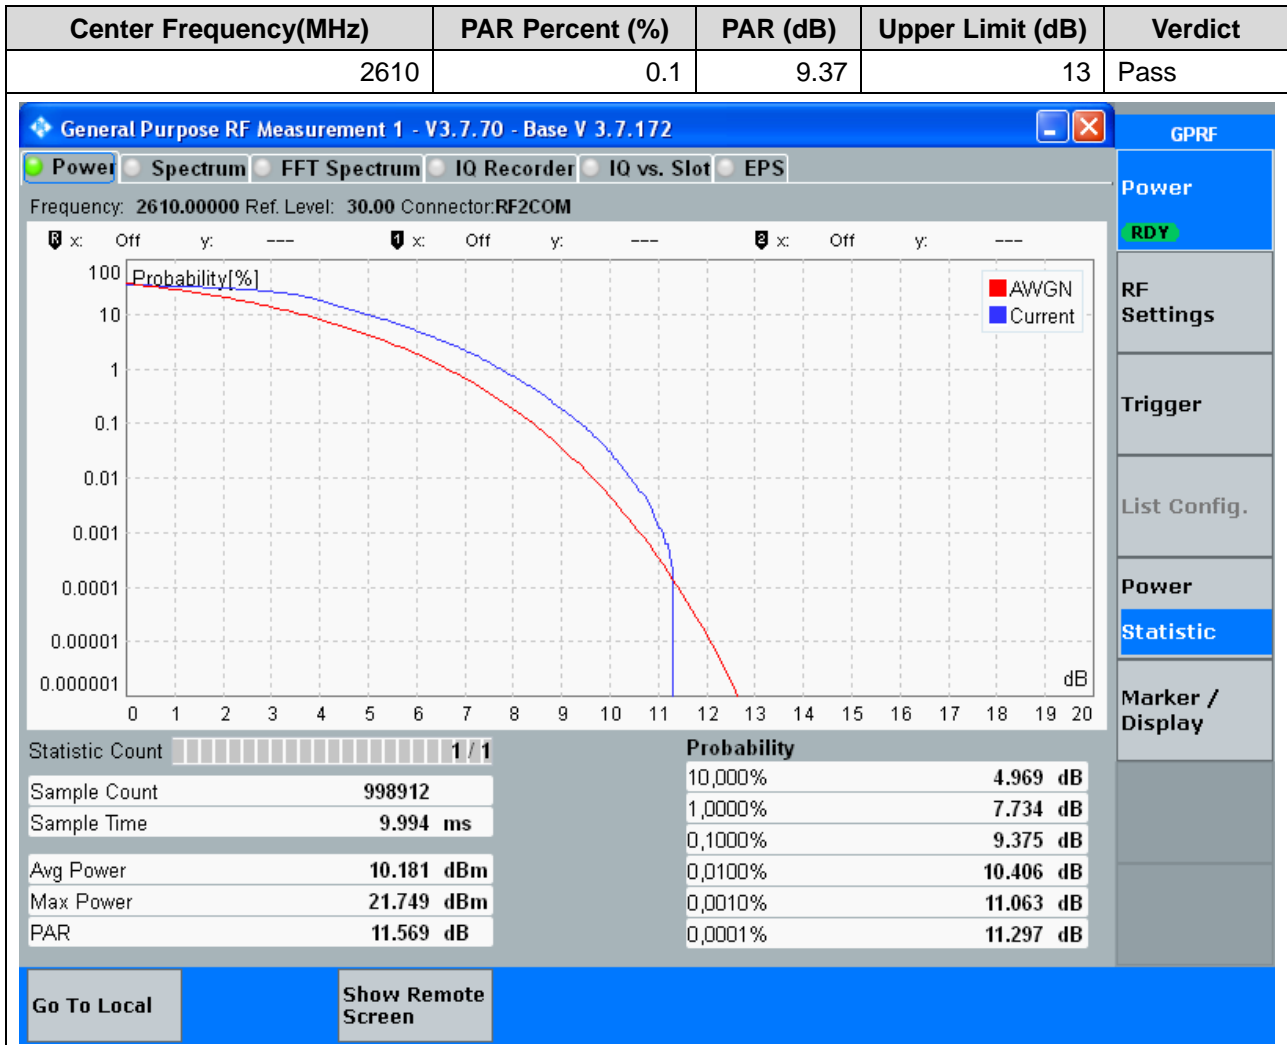 Center Frequency(MHz) PAR Percent (%) PAR (dB) Upper Limit (dB) Verdict
2610 0.1 9.37 13 Pass
General Purpose RF Measurement 1 - V3.7.70 - Base V 3.7.172
GPRF
Power Spectrum FFT Spectrum IQ Recorder IQ vs. Slot EPS
Power
RDY
Frequency: 2610.00000 Ref. Level: 30.00 Connector:RF2COM
R x: Off y: --- 1 x: Off y: --- 2 x: Off y: ---
Probability[%]
AWGN
Current
100
10
1
0.1
0.01
0.001
0.0001
0.00001
0.000001
dB
0 1 2 3 4 5 6 7 8 9 10 11 12 13 14 15 16 17 18 19 20
RF
Settings
Trigger
List Config.
Power
Statistic
Marker /
Display
Statistic Count 1 / 1
Sample Count 998912
Sample Time 9.994 ms
Avg Power 10.181 dBm
Max Power 21.749 dBm
PAR 11.569 dB
Probability
10,000% 4.969 dB
1,0000% 7.734 dB
0,1000% 9.375 dB
0,0100% 10.406 dB
0,0010% 11.063 dB
0,0001% 11.297 dB
Go To Local
Show Remote
Screen